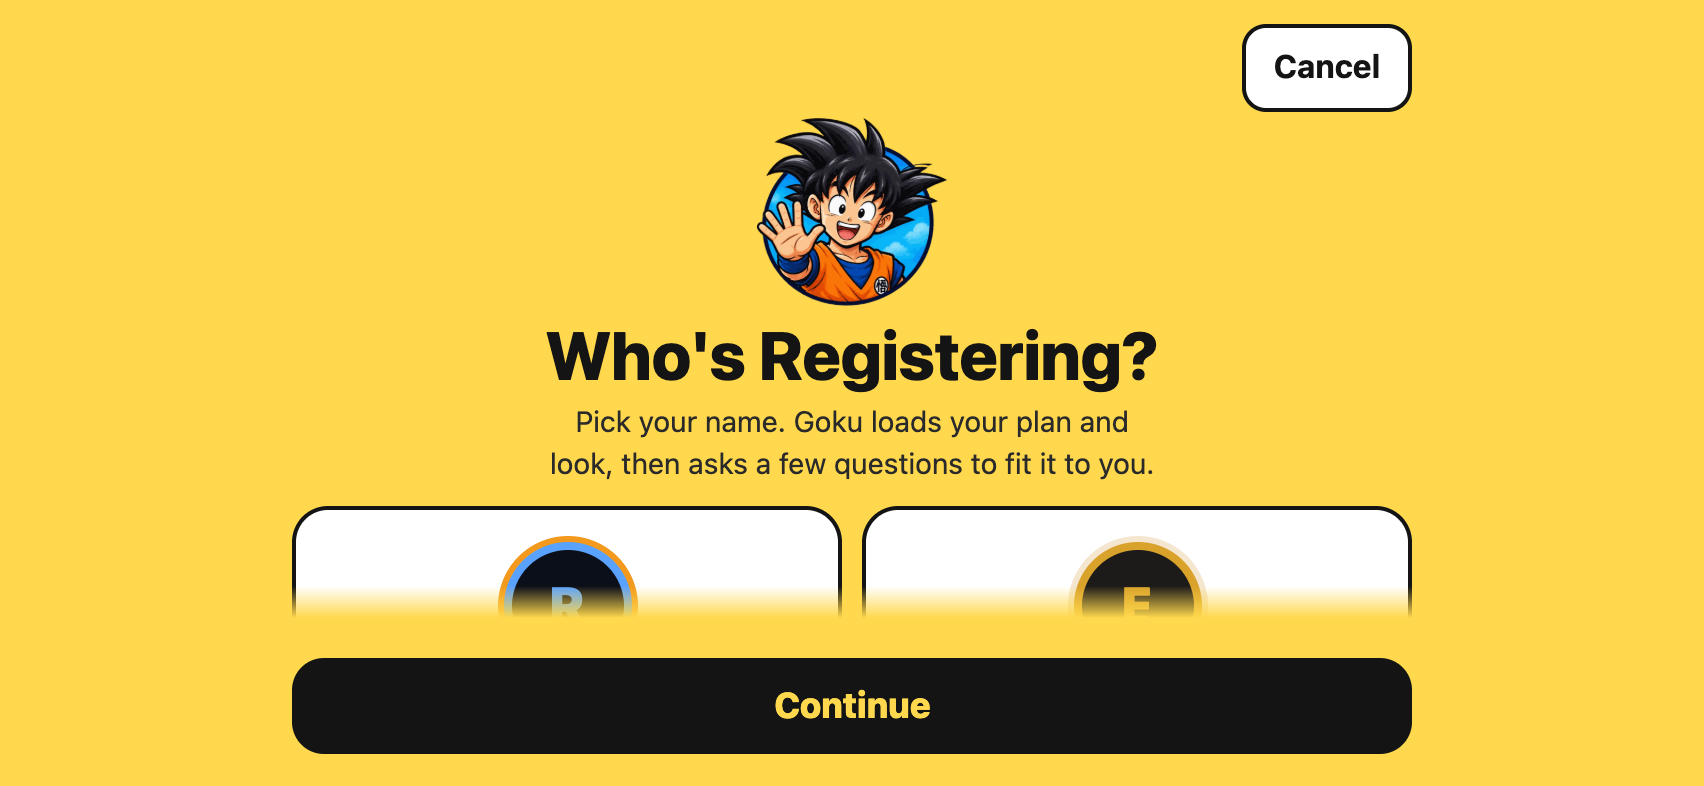 Cancel
悟
Who's Registering?
Pick your name. Goku loads your plan and
look, then asks a few questions to fit it to you.
R
Continue